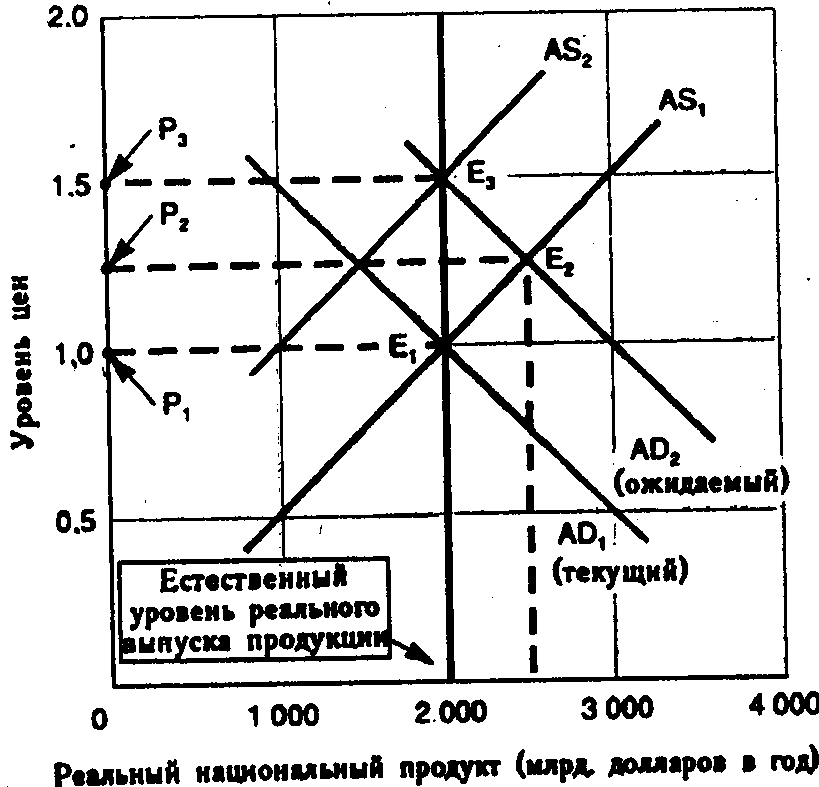 2.0
AS₂
AS₁
P₃
E₃
1.5
P₂
E₂
Уровень цен
1,0
E₁
P₁
AD₂
(ожидаемый)
0.5
AD₁
(текущий)
Естественный
уровень реального
выпуска продукции
0
1 000
2.000
3 000
4 000
Реальный национальный продукт (млрд. долларов в год)